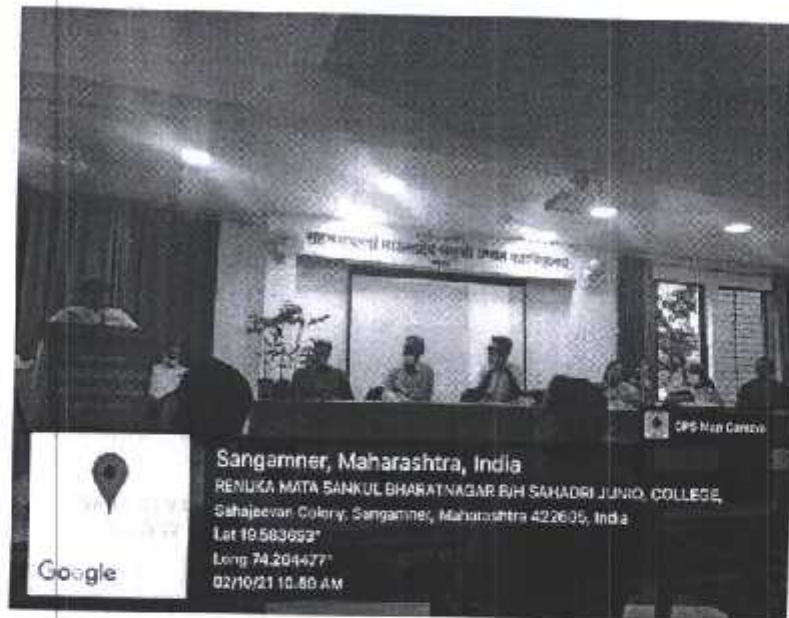 GPS Map Camera
Sangamner, Maharashtra, India
RENUKA MATA SANKUL BHARATNAGAR B/H SAHADRI JUNIO, COLLEGE,
Sahajeevan Colony, Sangamner, Maharashtra 422605, India
Lat 19.583693°
Long 74.204477°
02/10/21 10.80 AM
Google